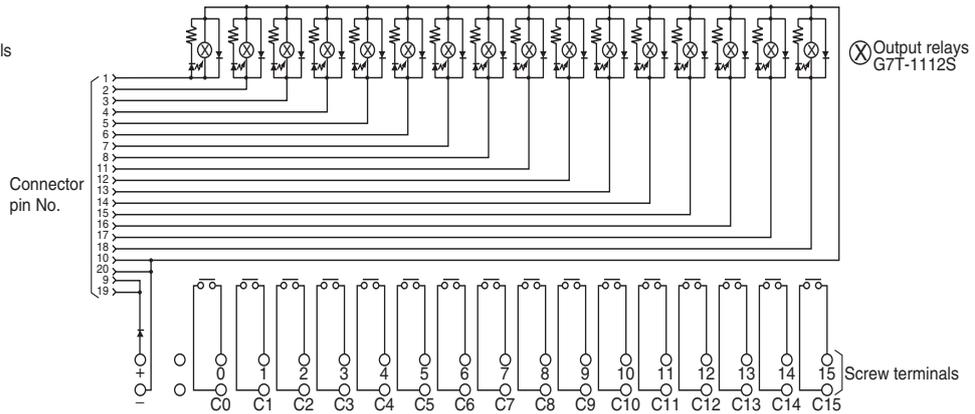 ls
Output relays
G7T-1112S
Connector
pin No.
1
2
3
4
5
6
7
8
11
12
13
14
15
16
17
18
10
20
9
19
+
0 1 2 3 4 5 6 7 8 9 10 11 12 13 14 15
Screw terminals
–
C0 C1 C2 C3 C4 C5 C6 C7 C8 C9 C10 C11 C12 C13 C14 C15